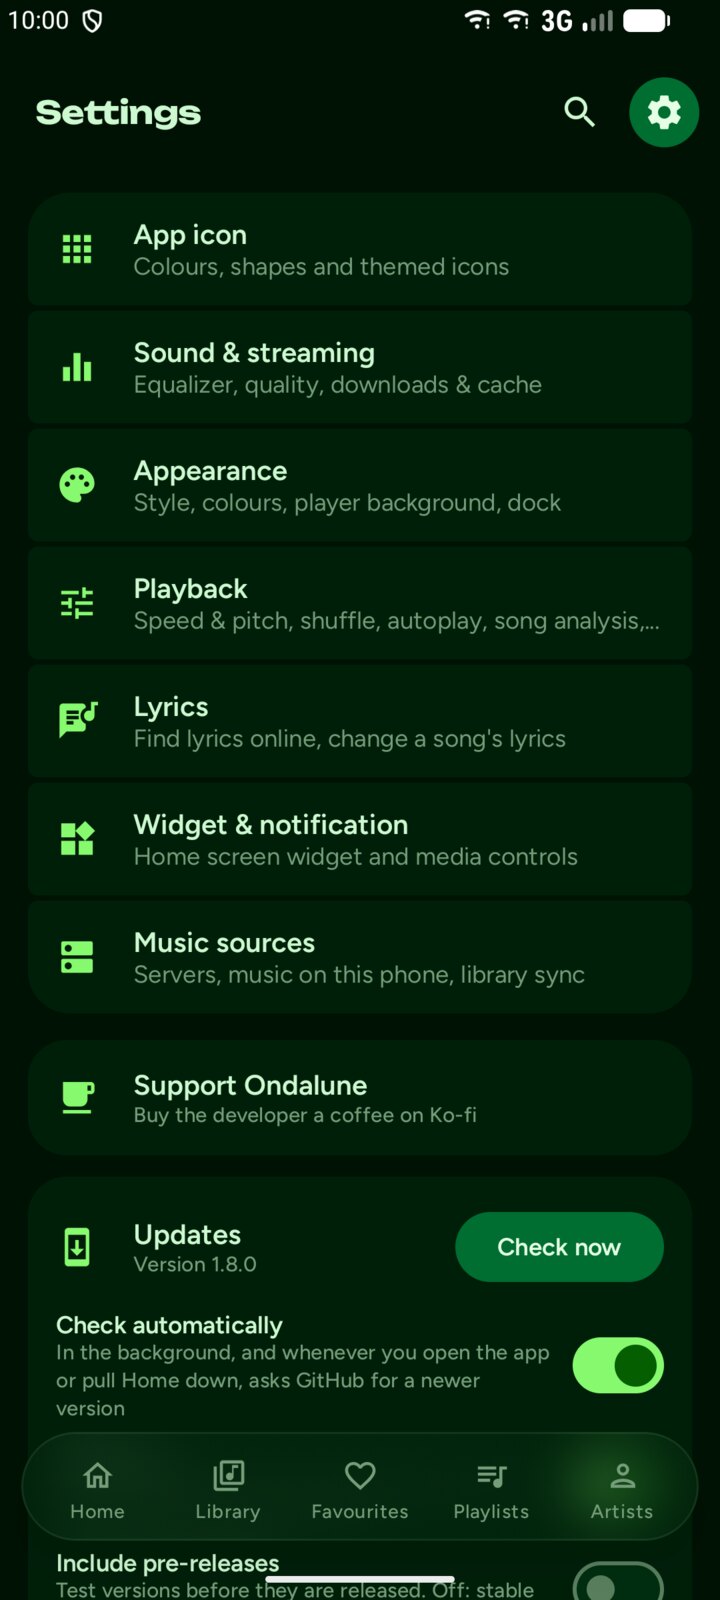 10:00
3G
Settings
App icon
Colours, shapes and themed icons
Sound & streaming
Equalizer, quality, downloads & cache
Appearance
Style, colours, player background, dock
Playback
Speed & pitch, shuffle, autoplay, song analysis,...
Lyrics
Find lyrics online, change a song's lyrics
Widget & notification
Home screen widget and media controls
Music sources
Servers, music on this phone, library sync
Support Ondalune
Buy the developer a coffee on Ko-fi
Updates
Version 1.8.0
Check now
Check automatically
In the background, and whenever you open the app
or pull Home down, asks GitHub for a newer
version
Home
Library
Favourites
Playlists
Artists
Include pre-releases
Test versions before they are released. Off: stable